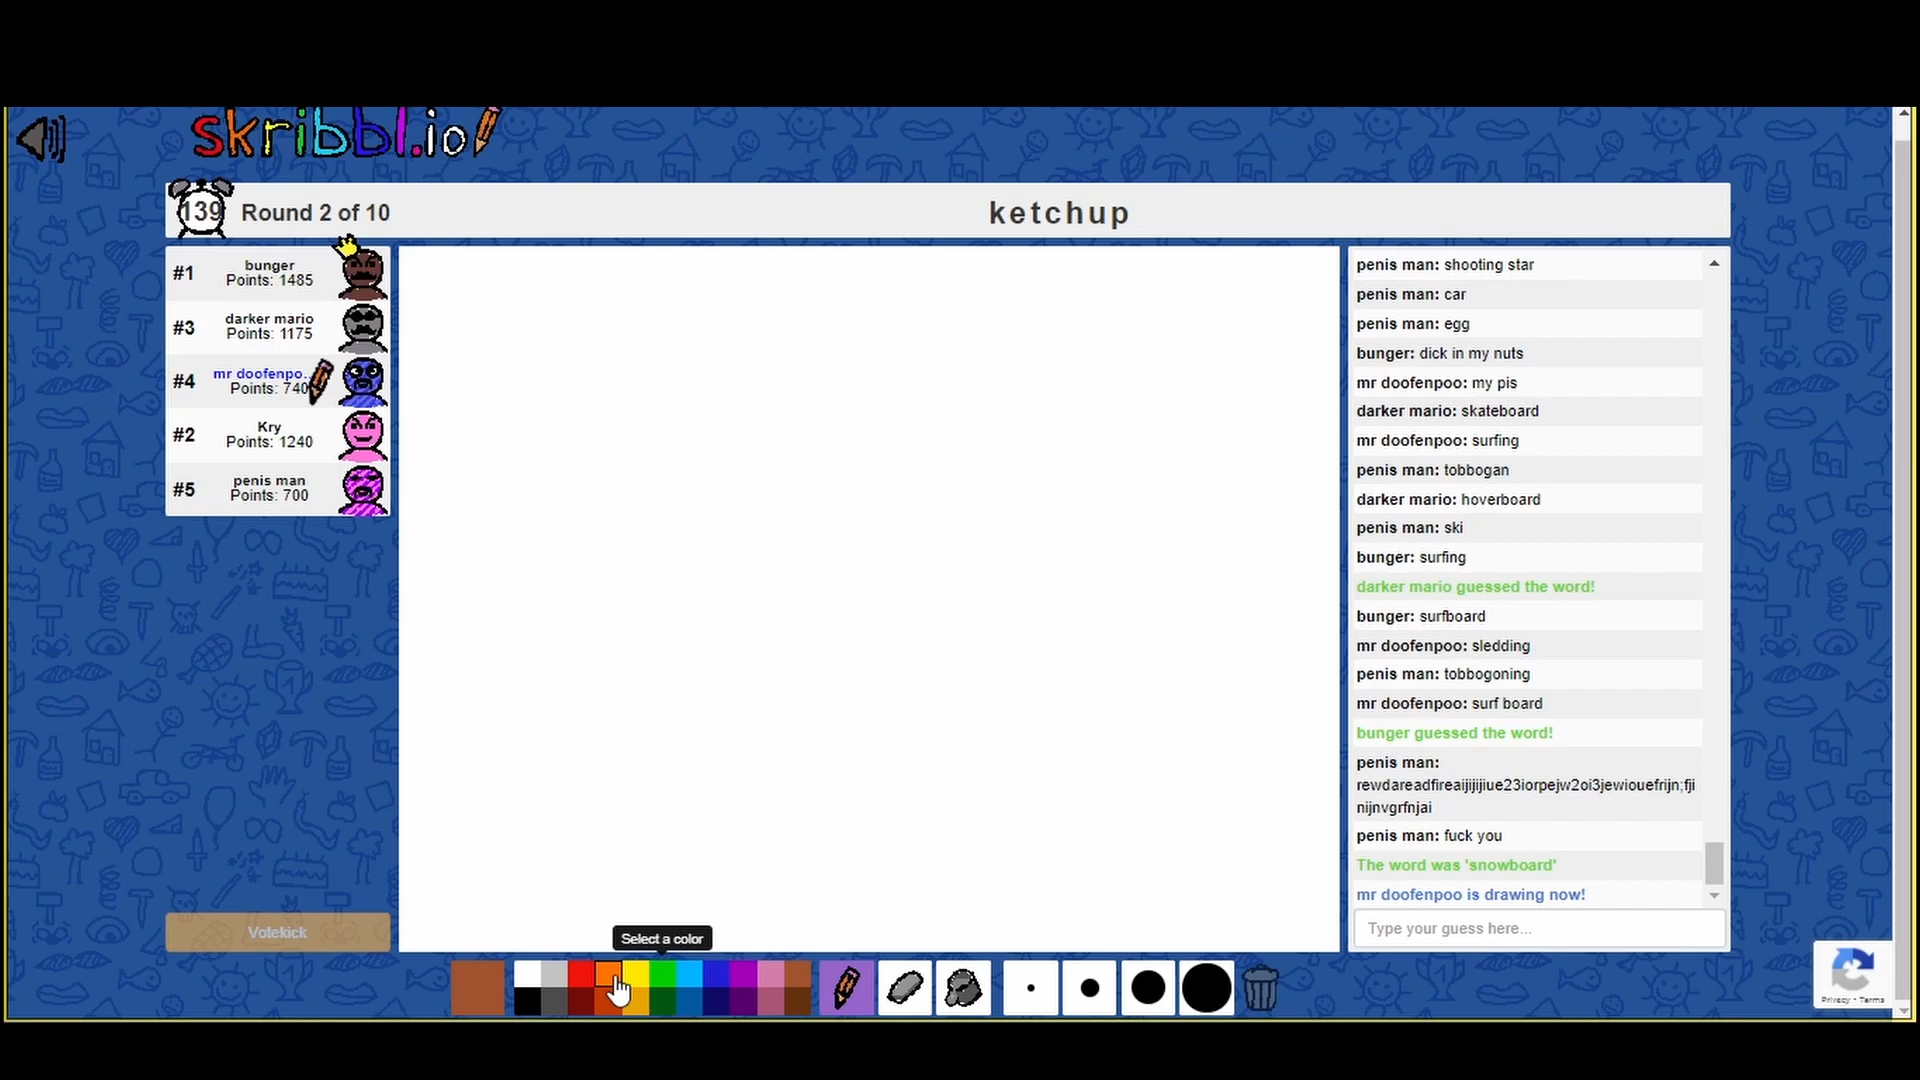 skribbl.io
139
Round 2 of 10
ketchup
#1
bunger
Points: 1485
#3
darker mario
Points: 1175
#4
mr doofenpo..
Points: 740
#2
Kry
Points: 1240
#5
penis man
Points: 700
Votekick
penis man: shooting star
penis man: car
penis man: egg
bunger: dick in my nuts
mr doofenpoo: my pis
darker mario: skateboard
mr doofenpoo: surfing
penis man: tobbogan
darker mario: hoverboard
penis man: ski
bunger: surfing
darker mario guessed the word!
bunger: surfboard
mr doofenpoo: sledding
penis man: tobbogoning
mr doofenpoo: surf board
bunger guessed the word!
penis man:
rewdareadfireaijijijiue23iorpejw2oi3jewiouefrijn;fji
nijnvgrfnjai
penis man: fuck you
The word was 'snowboard'
mr doofenpoo is drawing now!
Type your guess here...
Select a color
Privacy - Terms